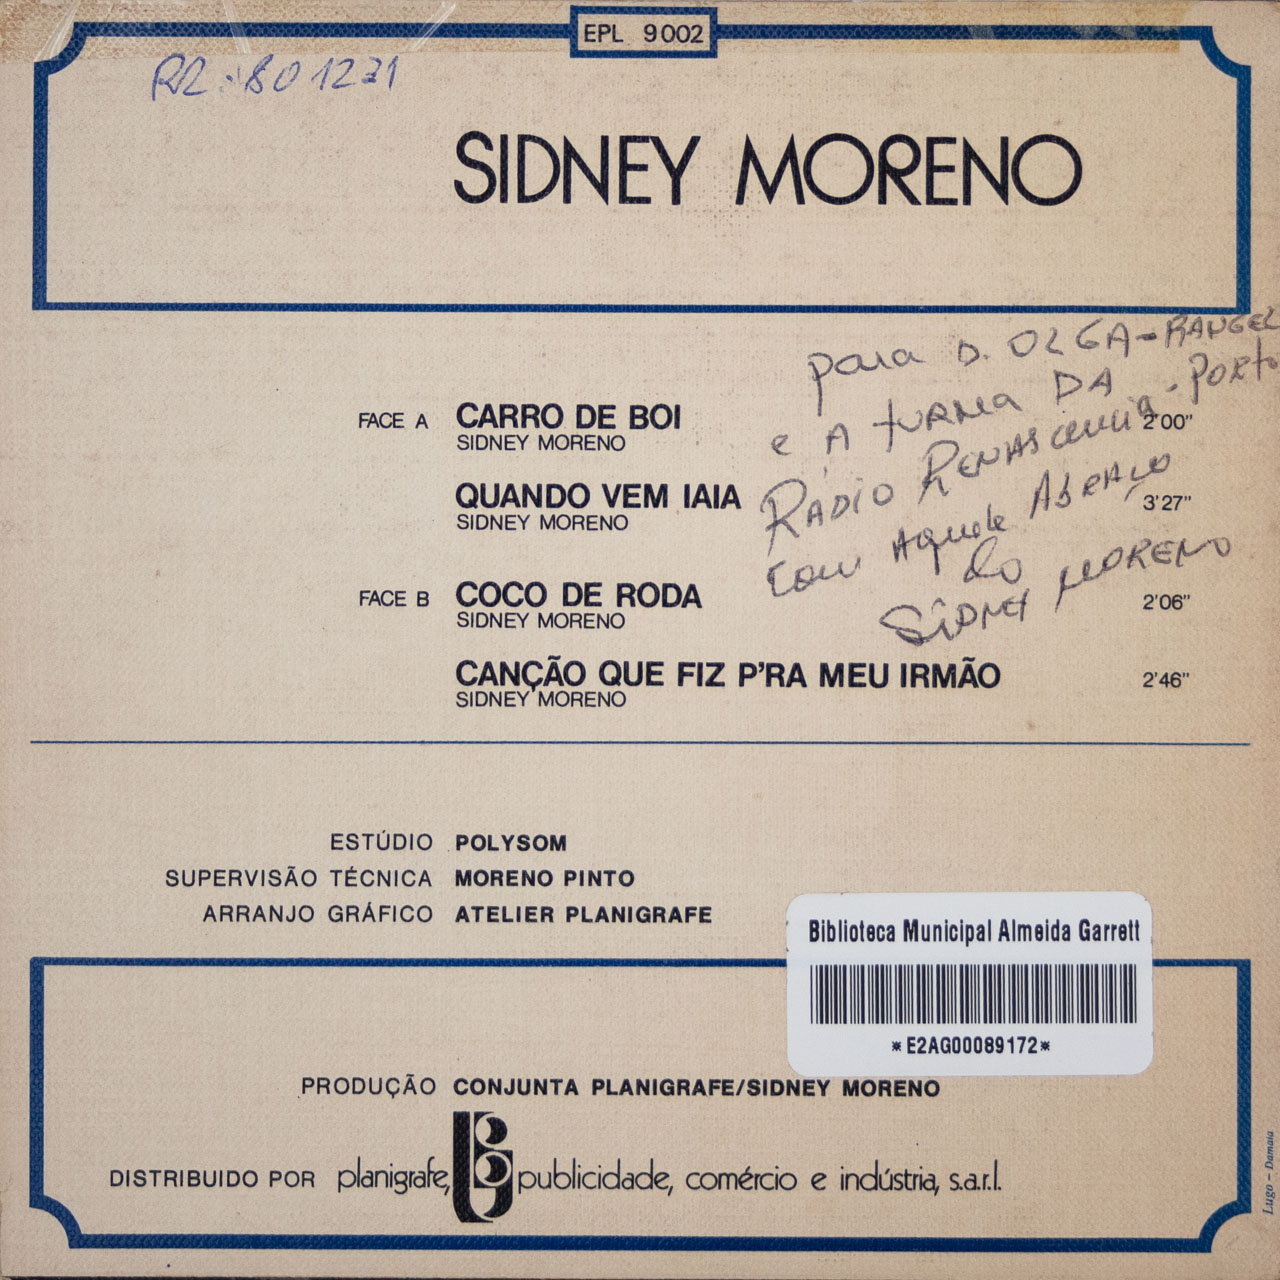 EPL 9002
RR: 801221
SIDNEY MORENO
para D. OLGA-RANGEL
e A TURMA DA
RÁDIO RENASCENÇA-PORTO
com Aquele ABRAÇO
do
SIDNEY MORENO
FACE A CARRO DE BOI 2'00"
SIDNEY MORENO
QUANDO VEM IAIA 3'27"
SIDNEY MORENO
FACE B COCO DE RODA 2'06"
SIDNEY MORENO
CANÇÃO QUE FIZ P'RA MEU IRMÃO 2'46"
SIDNEY MORENO
ESTÚDIO POLYSOM
SUPERVISÃO TÉCNICA MORENO PINTO
ARRANJO GRÁFICO ATELIER PLANIGRAFE
Biblioteca Municipal Almeida Garrett
*E2AG00089172*
PRODUÇÃO CONJUNTA PLANIGRAFE/SIDNEY MORENO
DISTRIBUIDO POR planigrafe, publicidade, comércio e indústria, s.a.r.l.
Lugo - Damaia